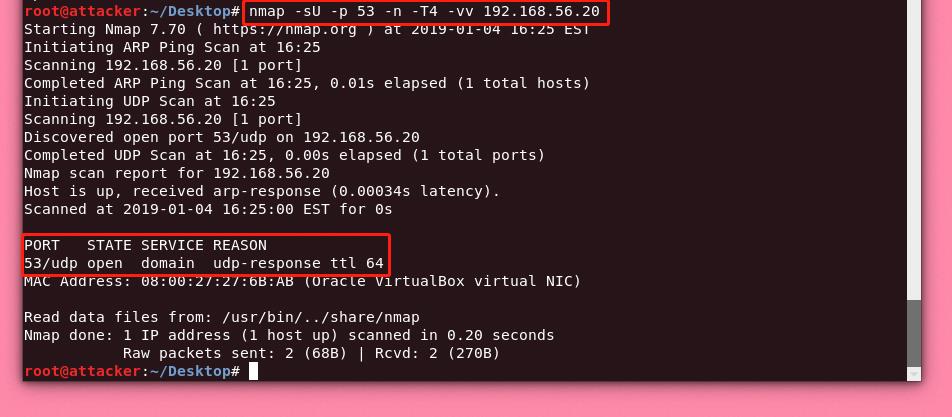 root@attacker:~/Desktop# nmap -sU -p 53 -n -T4 -vv 192.168.56.20
Starting Nmap 7.70 ( https://nmap.org ) at 2019-01-04 16:25 EST
Initiating ARP Ping Scan at 16:25
Scanning 192.168.56.20 [1 port]
Completed ARP Ping Scan at 16:25, 0.01s elapsed (1 total hosts)
Initiating UDP Scan at 16:25
Scanning 192.168.56.20 [1 port]
Discovered open port 53/udp on 192.168.56.20
Completed UDP Scan at 16:25, 0.00s elapsed (1 total ports)
Nmap scan report for 192.168.56.20
Host is up, received arp-response (0.00034s latency).
Scanned at 2019-01-04 16:25:00 EST for 0s
PORT   STATE SERVICE REASON
53/udp open  domain  udp-response ttl 64
MAC Address: 08:00:27:27:6B:AB (Oracle VirtualBox virtual NIC)
Read data files from: /usr/bin/../share/nmap
Nmap done: 1 IP address (1 host up) scanned in 0.20 seconds
           Raw packets sent: 2 (68B) | Rcvd: 2 (270B)
root@attacker:~/Desktop#